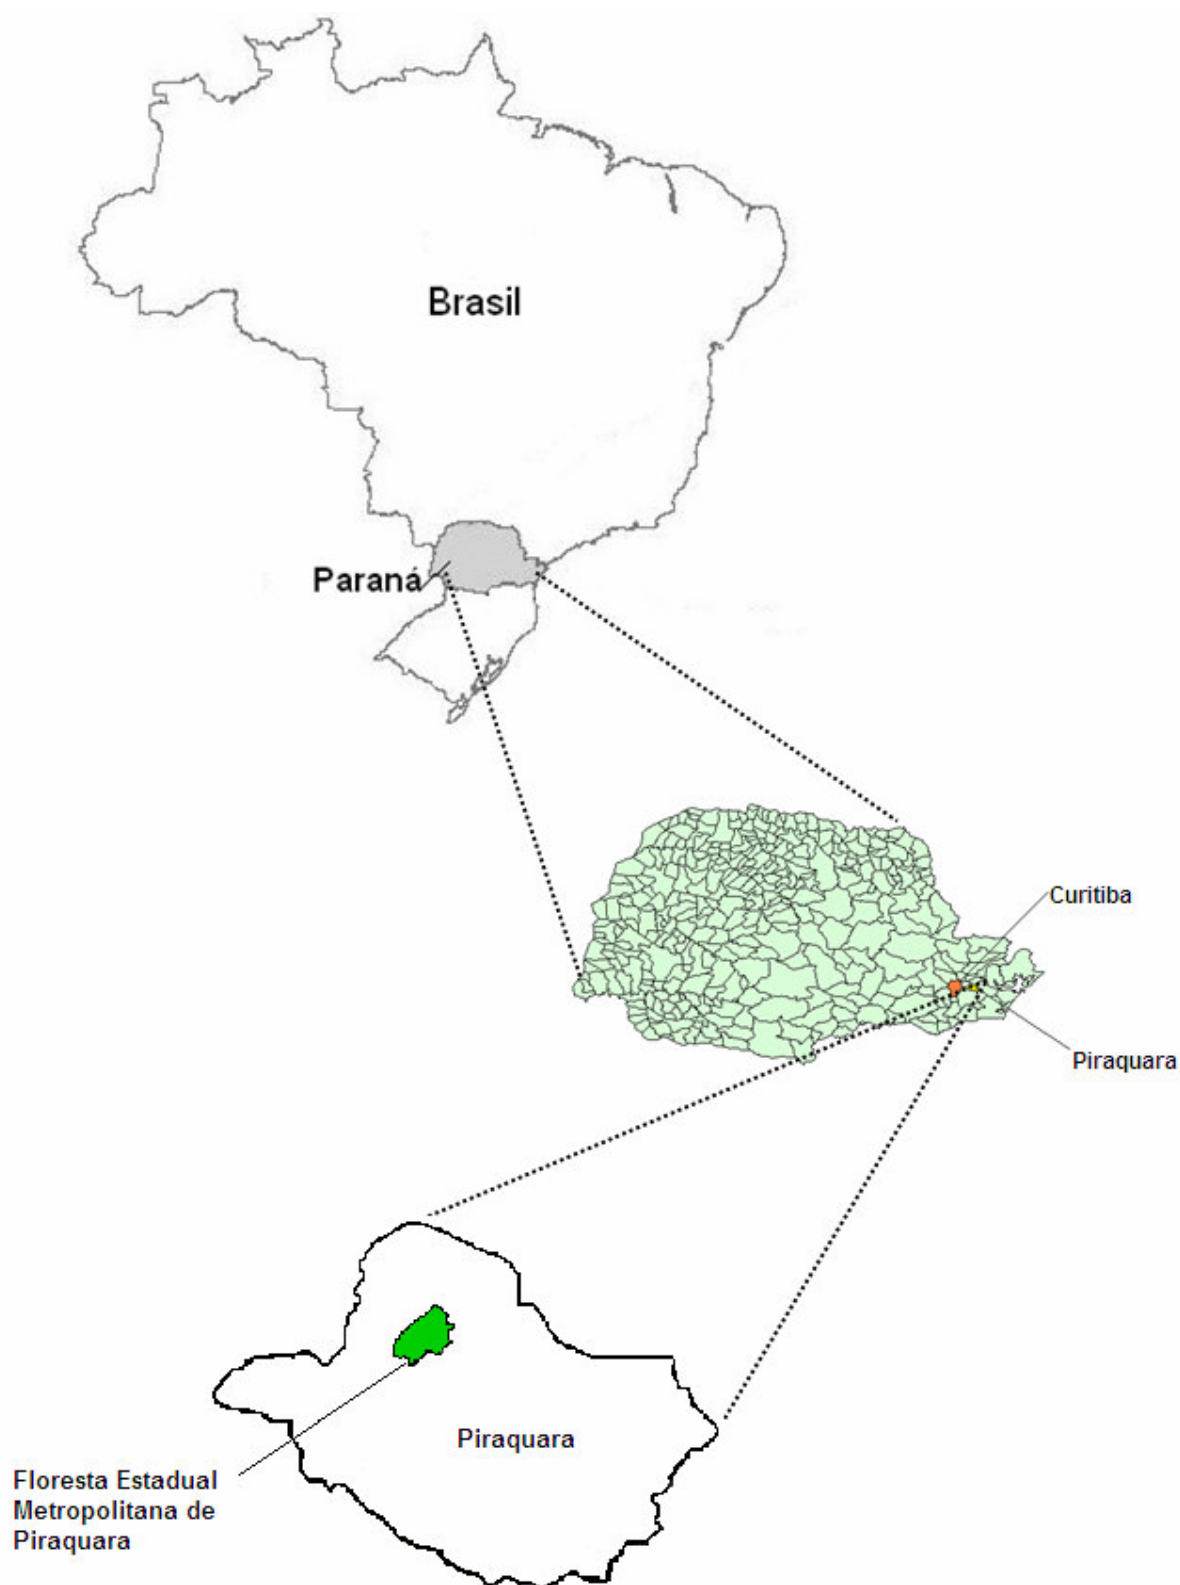 Brasil
Paraná
Curitiba
Piraquara
Piraquara
Floresta Estadual
Metropolitana de
Piraquara